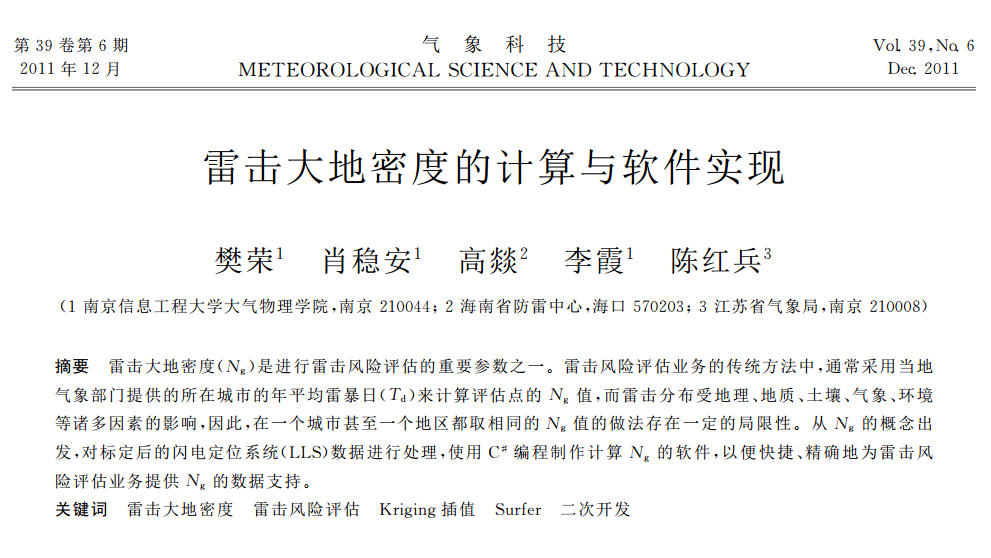 第 39 卷第 6 期 气 象 科 技 Vol. 39, No. 6
2011 年 12 月 METEOROLOGICAL SCIENCE AND TECHNOLOGY Dec. 2011
雷击大地密度的计算与软件实现
樊荣1 肖稳安1 高燚2 李霞1 陈红兵3
(1 南京信息工程大学大气物理学院,南京 210044; 2 海南省防雷中心,海口 570203; 3 江苏省气象局,南京 210008)
摘要 雷击大地密度(Ng)是进行雷击风险评估的重要参数之一。雷击风险评估业务的传统方法中,通常采用当地
气象部门提供的所在城市的年平均雷暴日(Td)来计算评估点的 Ng 值,而雷击分布受地理、地质、土壤、气象、环境
等诸多因素的影响,因此,在一个城市甚至一个地区都取相同的 Ng 值的做法存在一定的局限性。从 Ng 的概念出
发,对标定后的闪电定位系统(LLS)数据进行处理,使用 C♯ 编程制作计算 Ng 的软件,以便快捷、精确地为雷击风
险评估业务提供 Ng 的数据支持。
关键词 雷击大地密度 雷击风险评估 Kriging 插值 Surfer 二次开发